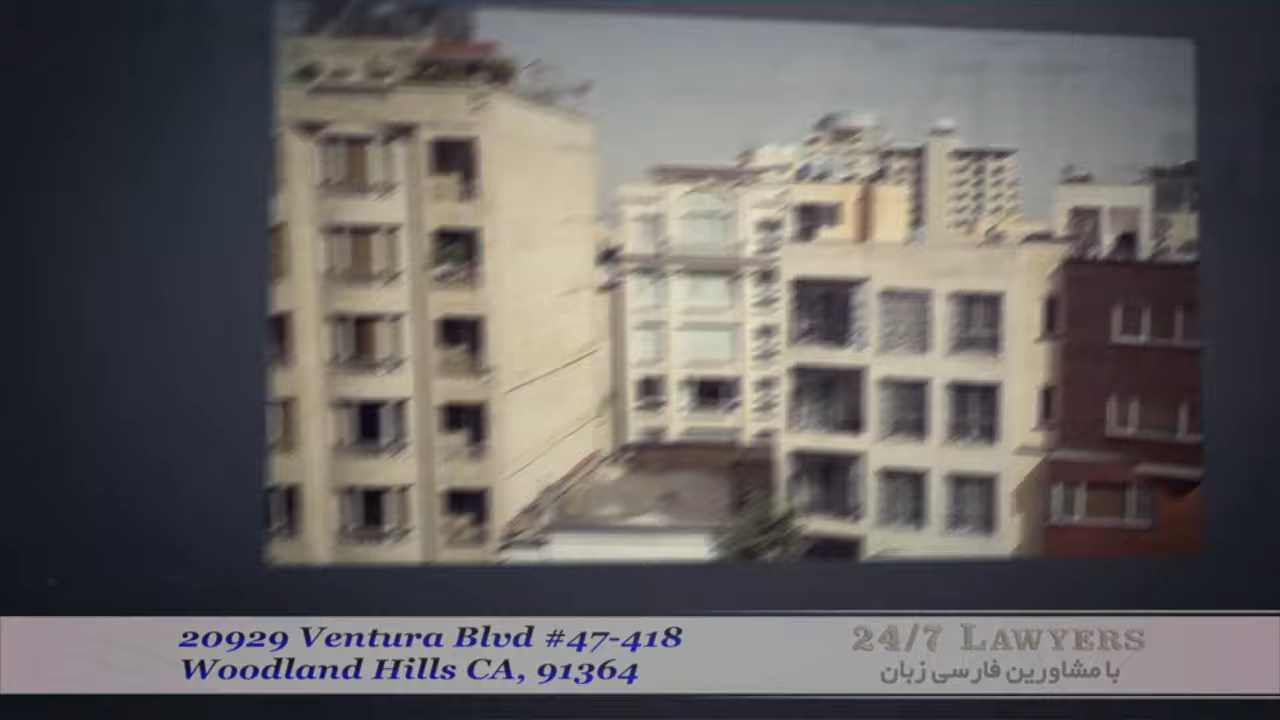 20929 Ventura Blvd #47-418
Woodland Hills CA, 91364
24/7 LAWYERS
با مشاورین فارسی زبان